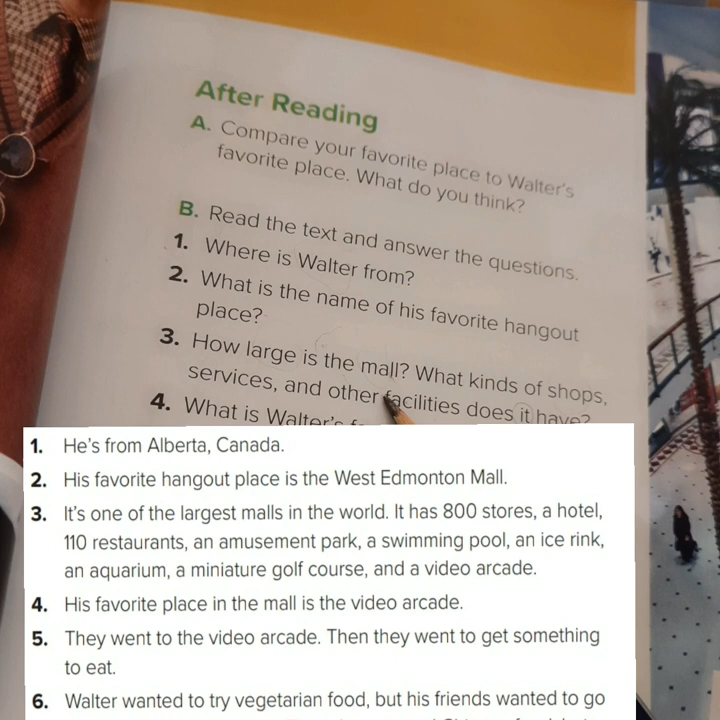 After Reading
A. Compare your favorite place to Walter's
favorite place. What do you think?
B. Read the text and answer the questions.
1. Where is Walter from?
2. What is the name of his favorite hangout
place?
3. How large is the mall? What kinds of shops,
services, and other facilities does it have?
4. What is Walter's
1. He's from Alberta, Canada.
2. His favorite hangout place is the West Edmonton Mall.
3. It's one of the largest malls in the world. It has 800 stores, a hotel,
110 restaurants, an amusement park, a swimming pool, an ice rink,
an aquarium, a miniature golf course, and a video arcade.
4. His favorite place in the mall is the video arcade.
5. They went to the video arcade. Then they went to get something
to eat.
6. Walter wanted to try vegetarian food, but his friends wanted to go